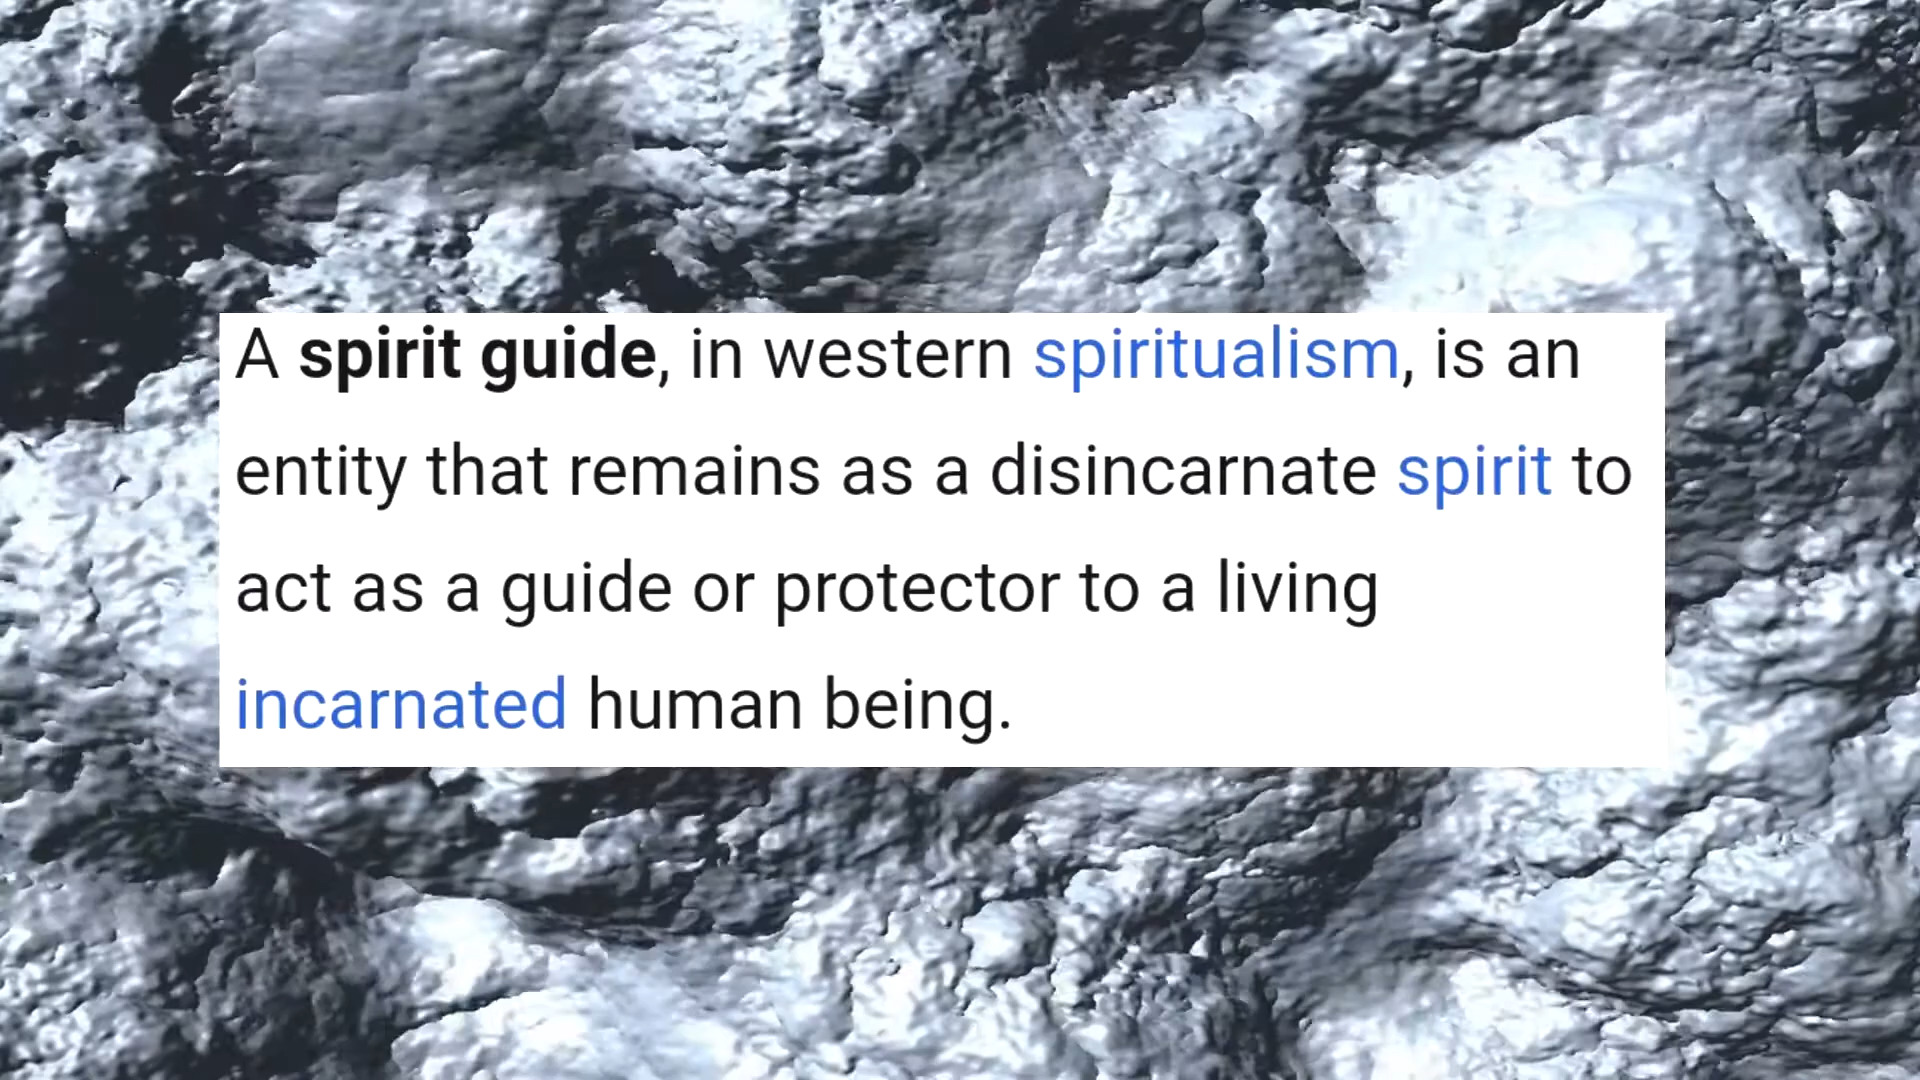 A spirit guide, in western spiritualism, is an
entity that remains as a disincarnate spirit to
act as a guide or protector to a living
incarnated human being.